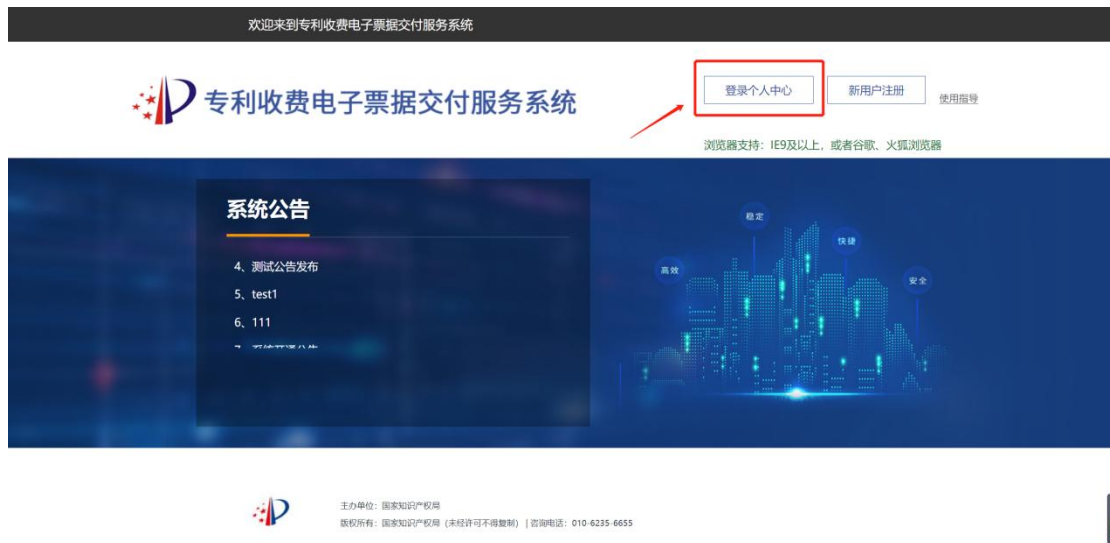 欢迎来到专利收费电子票据交付服务系统
专利收费电子票据交付服务系统
登录个人中心
新用户注册
使用指导
浏览器支持：IE9及以上，或者谷歌、火狐浏览器
系统公告
4、测试公告发布
5、test1
6、111
高效
稳定
快捷
安全
主办单位：国家知识产权局
版权所有：国家知识产权局（未经许可不得复制）| 咨询电话：010-6235-6655